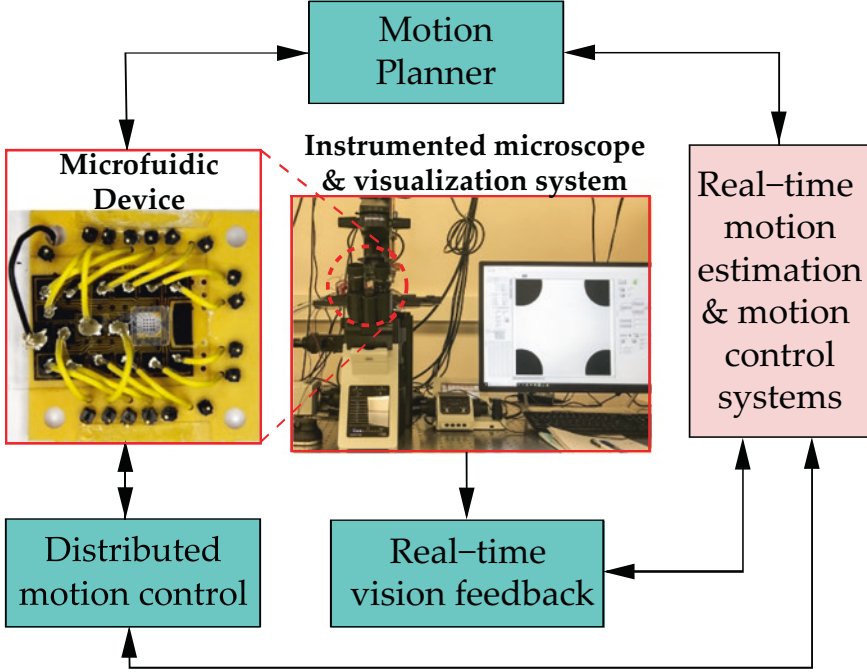 Motion
Planner
Microfuidic
Device
Instrumented microscope
& visualization system
Real–time
motion
estimation
& motion
control
systems
Distributed
motion control
Real–time
vision feedback